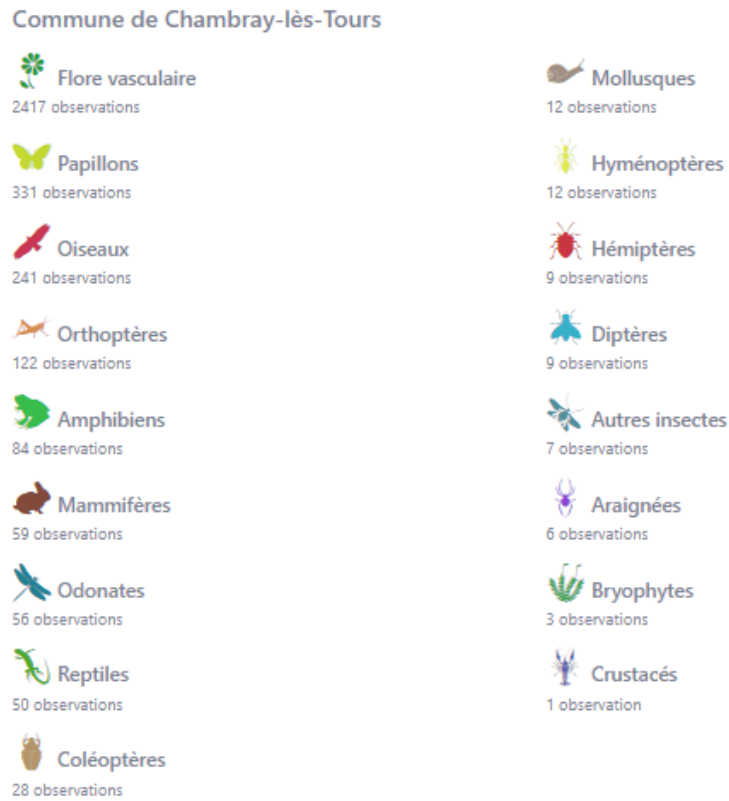 Commune de Chambray-lès-Tours
Flore vasculaire
2417 observations
Papillons
331 observations
Oiseaux
241 observations
Orthoptères
122 observations
Amphibiens
84 observations
Mammifères
59 observations
Odonates
56 observations
Reptiles
50 observations
Coléoptères
28 observations
Mollusques
12 observations
Hyménoptères
12 observations
Hémiptères
9 observations
Diptères
9 observations
Autres insectes
7 observations
Araignées
6 observations
Bryophytes
3 observations
Crustacés
1 observation